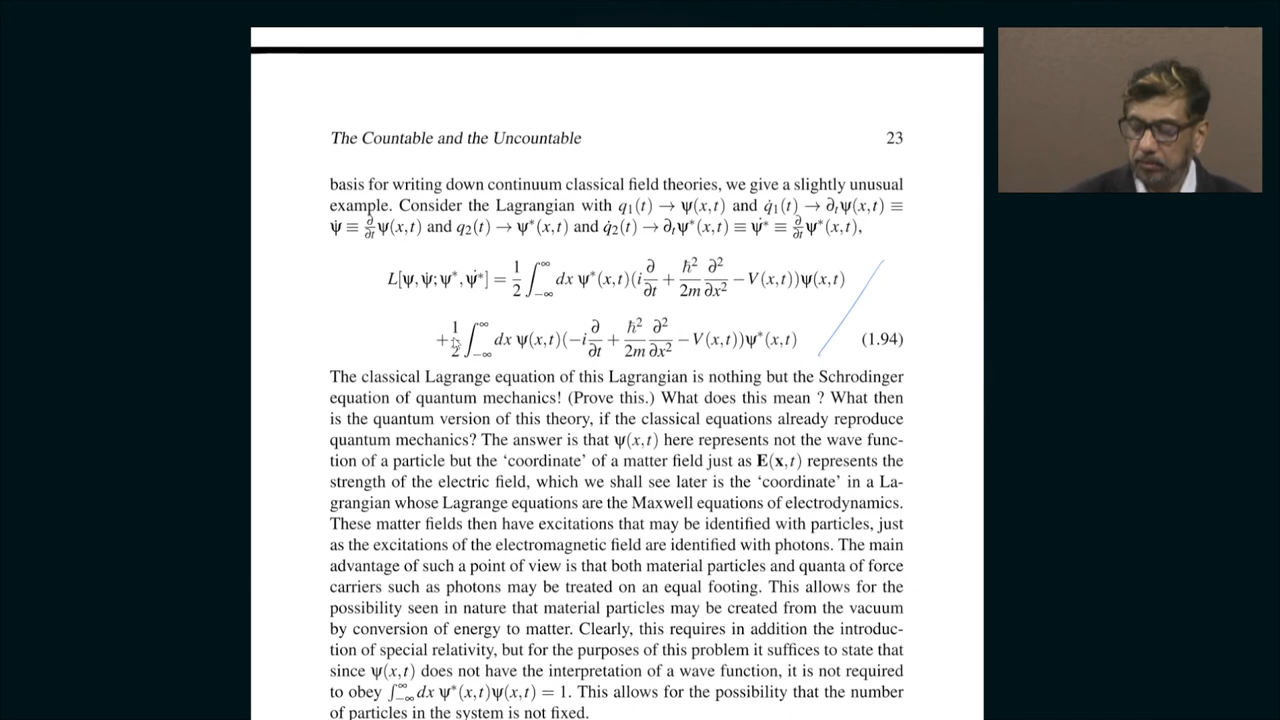 The Countable and the Uncountable 23
basis for writing down continuum classical field theories, we give a slightly unusual
example. Consider the Lagrangian with q₁(t) → ψ(x,t) and q̇₁(t) → ∂ₜψ(x,t) ≡
ψ̇ ≡ ∂/∂t ψ(x,t) and q₂(t) → ψ*(x,t) and q̇₂(t) → ∂ₜψ*(x,t) ≡ ψ̇* ≡ ∂/∂t ψ*(x,t),
L[ψ,ψ̇;ψ*,ψ̇*] = 1/2 ∫_{−∞}^{∞} dx ψ*(x,t)(i ∂/∂t + ℏ²/2m ∂²/∂x² − V(x,t))ψ(x,t)
+ 1/2 ∫_{−∞}^{∞} dx ψ(x,t)(−i ∂/∂t + ℏ²/2m ∂²/∂x² − V(x,t))ψ*(x,t) (1.94)
The classical Lagrange equation of this Lagrangian is nothing but the Schrodinger
equation of quantum mechanics! (Prove this.) What does this mean ? What then
is the quantum version of this theory, if the classical equations already reproduce
quantum mechanics? The answer is that ψ(x,t) here represents not the wave func-
tion of a particle but the ‘coordinate’ of a matter field just as E(x,t) represents the
strength of the electric field, which we shall see later is the ‘coordinate’ in a La-
grangian whose Lagrange equations are the Maxwell equations of electrodynamics.
These matter fields then have excitations that may be identified with particles, just
as the excitations of the electromagnetic field are identified with photons. The main
advantage of such a point of view is that both material particles and quanta of force
carriers such as photons may be treated on an equal footing. This allows for the
possibility seen in nature that material particles may be created from the vacuum
by conversion of energy to matter. Clearly, this requires in addition the introduc-
tion of special relativity, but for the purposes of this problem it suffices to state that
since ψ(x,t) does not have the interpretation of a wave function, it is not required
to obey ∫_{−∞}^{∞} dx ψ*(x,t)ψ(x,t) = 1. This allows for the possibility that the number
of particles in the system is not fixed.